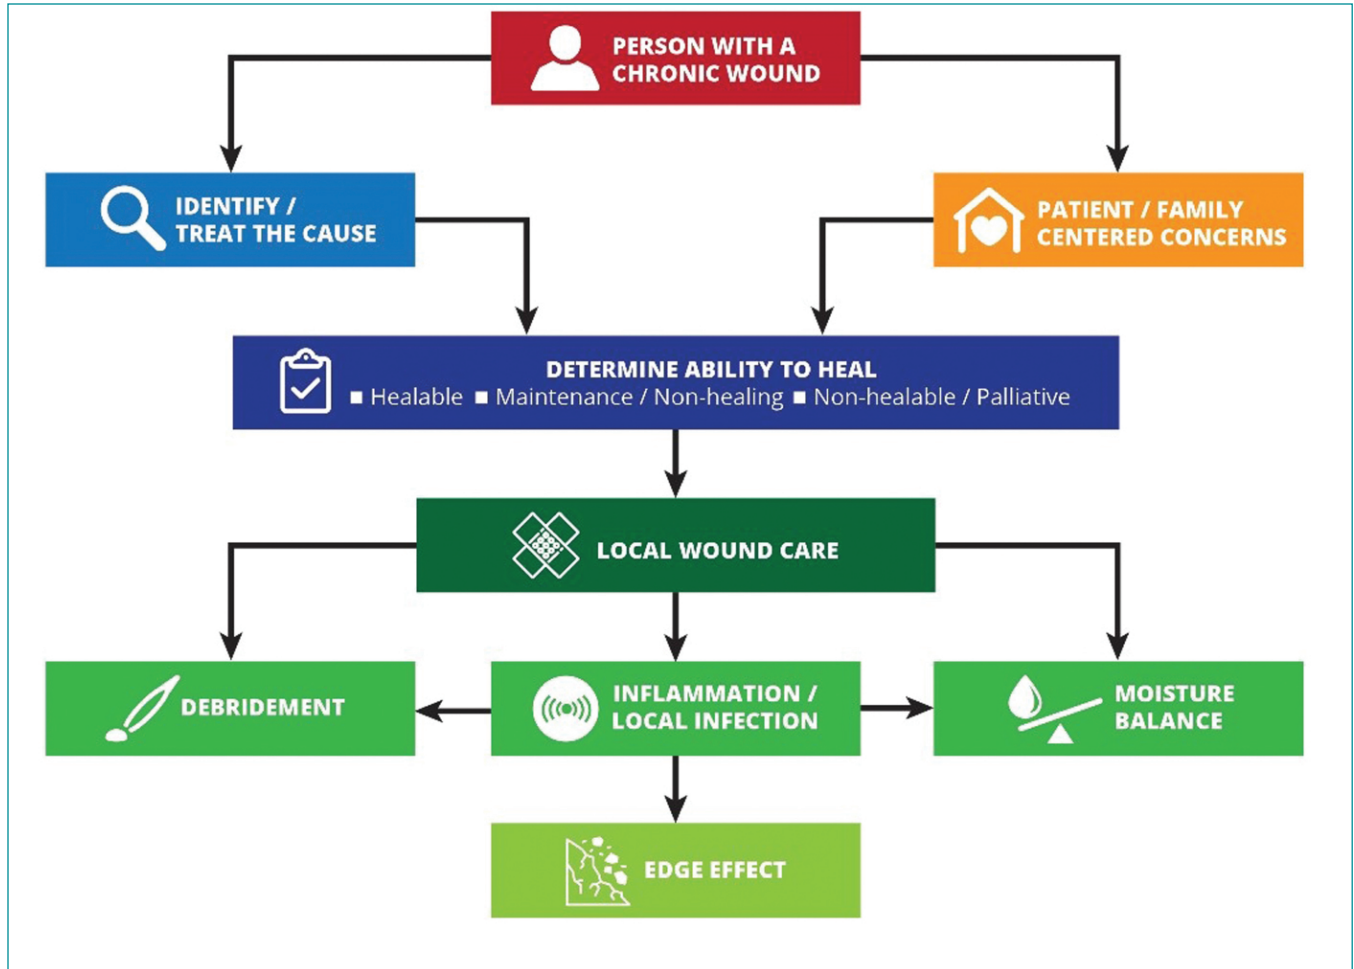 PERSON WITH A
CHRONIC WOUND
IDENTIFY /
TREAT THE CAUSE
PATIENT / FAMILY
CENTERED CONCERNS
DETERMINE ABILITY TO HEAL
■ Healable ■ Maintenance / Non-healing ■ Non-healable / Palliative
LOCAL WOUND CARE
DEBRIDEMENT
INFLAMMATION /
LOCAL INFECTION
MOISTURE
BALANCE
EDGE EFFECT